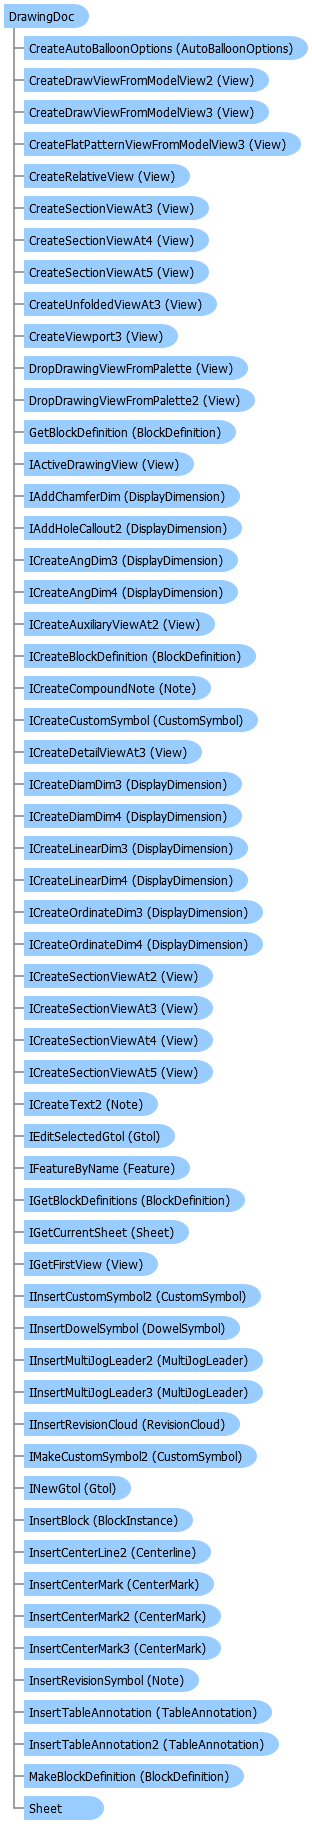 DrawingDoc
CreateAutoBalloonOptions (AutoBalloonOptions)
CreateDrawViewFromModelView2 (View)
CreateDrawViewFromModelView3 (View)
CreateFlatPatternViewFromModelView3 (View)
CreateRelativeView (View)
CreateSectionViewAt3 (View)
CreateSectionViewAt4 (View)
CreateSectionViewAt5 (View)
CreateUnfoldedViewAt3 (View)
CreateViewport3 (View)
DropDrawingViewFromPalette (View)
DropDrawingViewFromPalette2 (View)
GetBlockDefinition (BlockDefinition)
IActiveDrawingView (View)
IAddChamferDim (DisplayDimension)
IAddHoleCallout2 (DisplayDimension)
ICreateAngDim3 (DisplayDimension)
ICreateAngDim4 (DisplayDimension)
ICreateAuxiliaryViewAt2 (View)
ICreateBlockDefinition (BlockDefinition)
ICreateCompoundNote (Note)
ICreateCustomSymbol (CustomSymbol)
ICreateDetailViewAt3 (View)
ICreateDiamDim3 (DisplayDimension)
ICreateDiamDim4 (DisplayDimension)
ICreateLinearDim3 (DisplayDimension)
ICreateLinearDim4 (DisplayDimension)
ICreateOrdinateDim3 (DisplayDimension)
ICreateOrdinateDim4 (DisplayDimension)
ICreateSectionViewAt2 (View)
ICreateSectionViewAt3 (View)
ICreateSectionViewAt4 (View)
ICreateSectionViewAt5 (View)
ICreateText2 (Note)
IEditSelectedGtol (Gtol)
IFeatureByName (Feature)
IGetBlockDefinitions (BlockDefinition)
IGetCurrentSheet (Sheet)
IGetFirstView (View)
IInsertCustomSymbol2 (CustomSymbol)
IInsertDowelSymbol (DowelSymbol)
IInsertMultiJogLeader2 (MultiJogLeader)
IInsertMultiJogLeader3 (MultiJogLeader)
IInsertRevisionCloud (RevisionCloud)
IMakeCustomSymbol2 (CustomSymbol)
INewGtol (Gtol)
InsertBlock (BlockInstance)
InsertCenterLine2 (Centerline)
InsertCenterMark (CenterMark)
InsertCenterMark2 (CenterMark)
InsertCenterMark3 (CenterMark)
InsertRevisionSymbol (Note)
InsertTableAnnotation (TableAnnotation)
InsertTableAnnotation2 (TableAnnotation)
MakeBlockDefinition (BlockDefinition)
Sheet